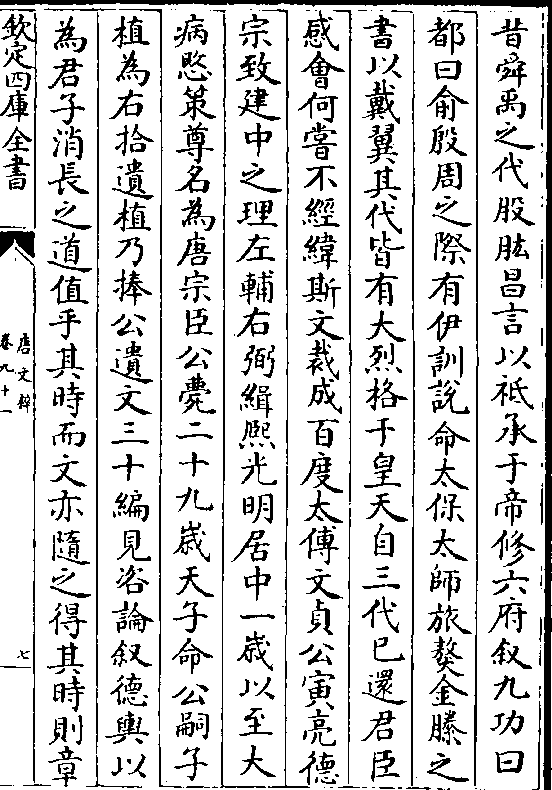 昔舜禹之代股肱昌言以祗承于帝修六府叙九功曰
都曰俞殷周之際有伊訓說命太保太師旅獒金縢之
書以戴翼其代皆有大烈格于皇天自三代已還君臣
感會何嘗不經緯斯文裁成百度太傅文貞公寅亮德
宗致建中之理左輔右弼緝熙光明居中一歳以至大
病愍策尊名為唐宗臣公薨二十九歳天子命公嗣子
植為右拾遺植乃捧公遺文三十編見咨論叙德輿以
為君子消長之道值乎其時而文亦隨之得其時則章
欽定四庫全書
唐文粹
卷九十一
七